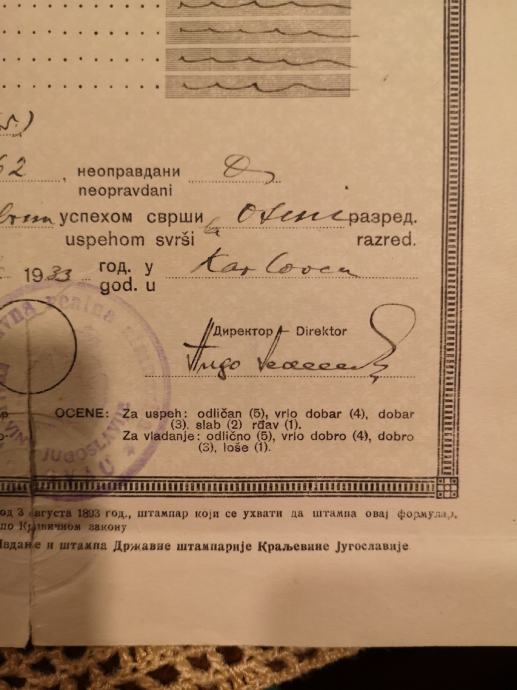 62, неоправдани
neopravdani
успехом сврши osmi разред.
uspehom svrši razred.
1933 год. у Karlovcu
god. u
Директор – Direktor
Hugo
OCENE: Za uspeh: odličan (5), vrlo dobar (4), dobar
(3). slab (2) rđav (1).
Za vladanje: odlično (5), vrlo dobro (4), dobro
(3), loše (1).
од 3 августа 1893 год., штампар који се ухвати да штампа овај формулар,
по Кривичном закону
Издање и штампа Државне штампарије Краљевине Југославије